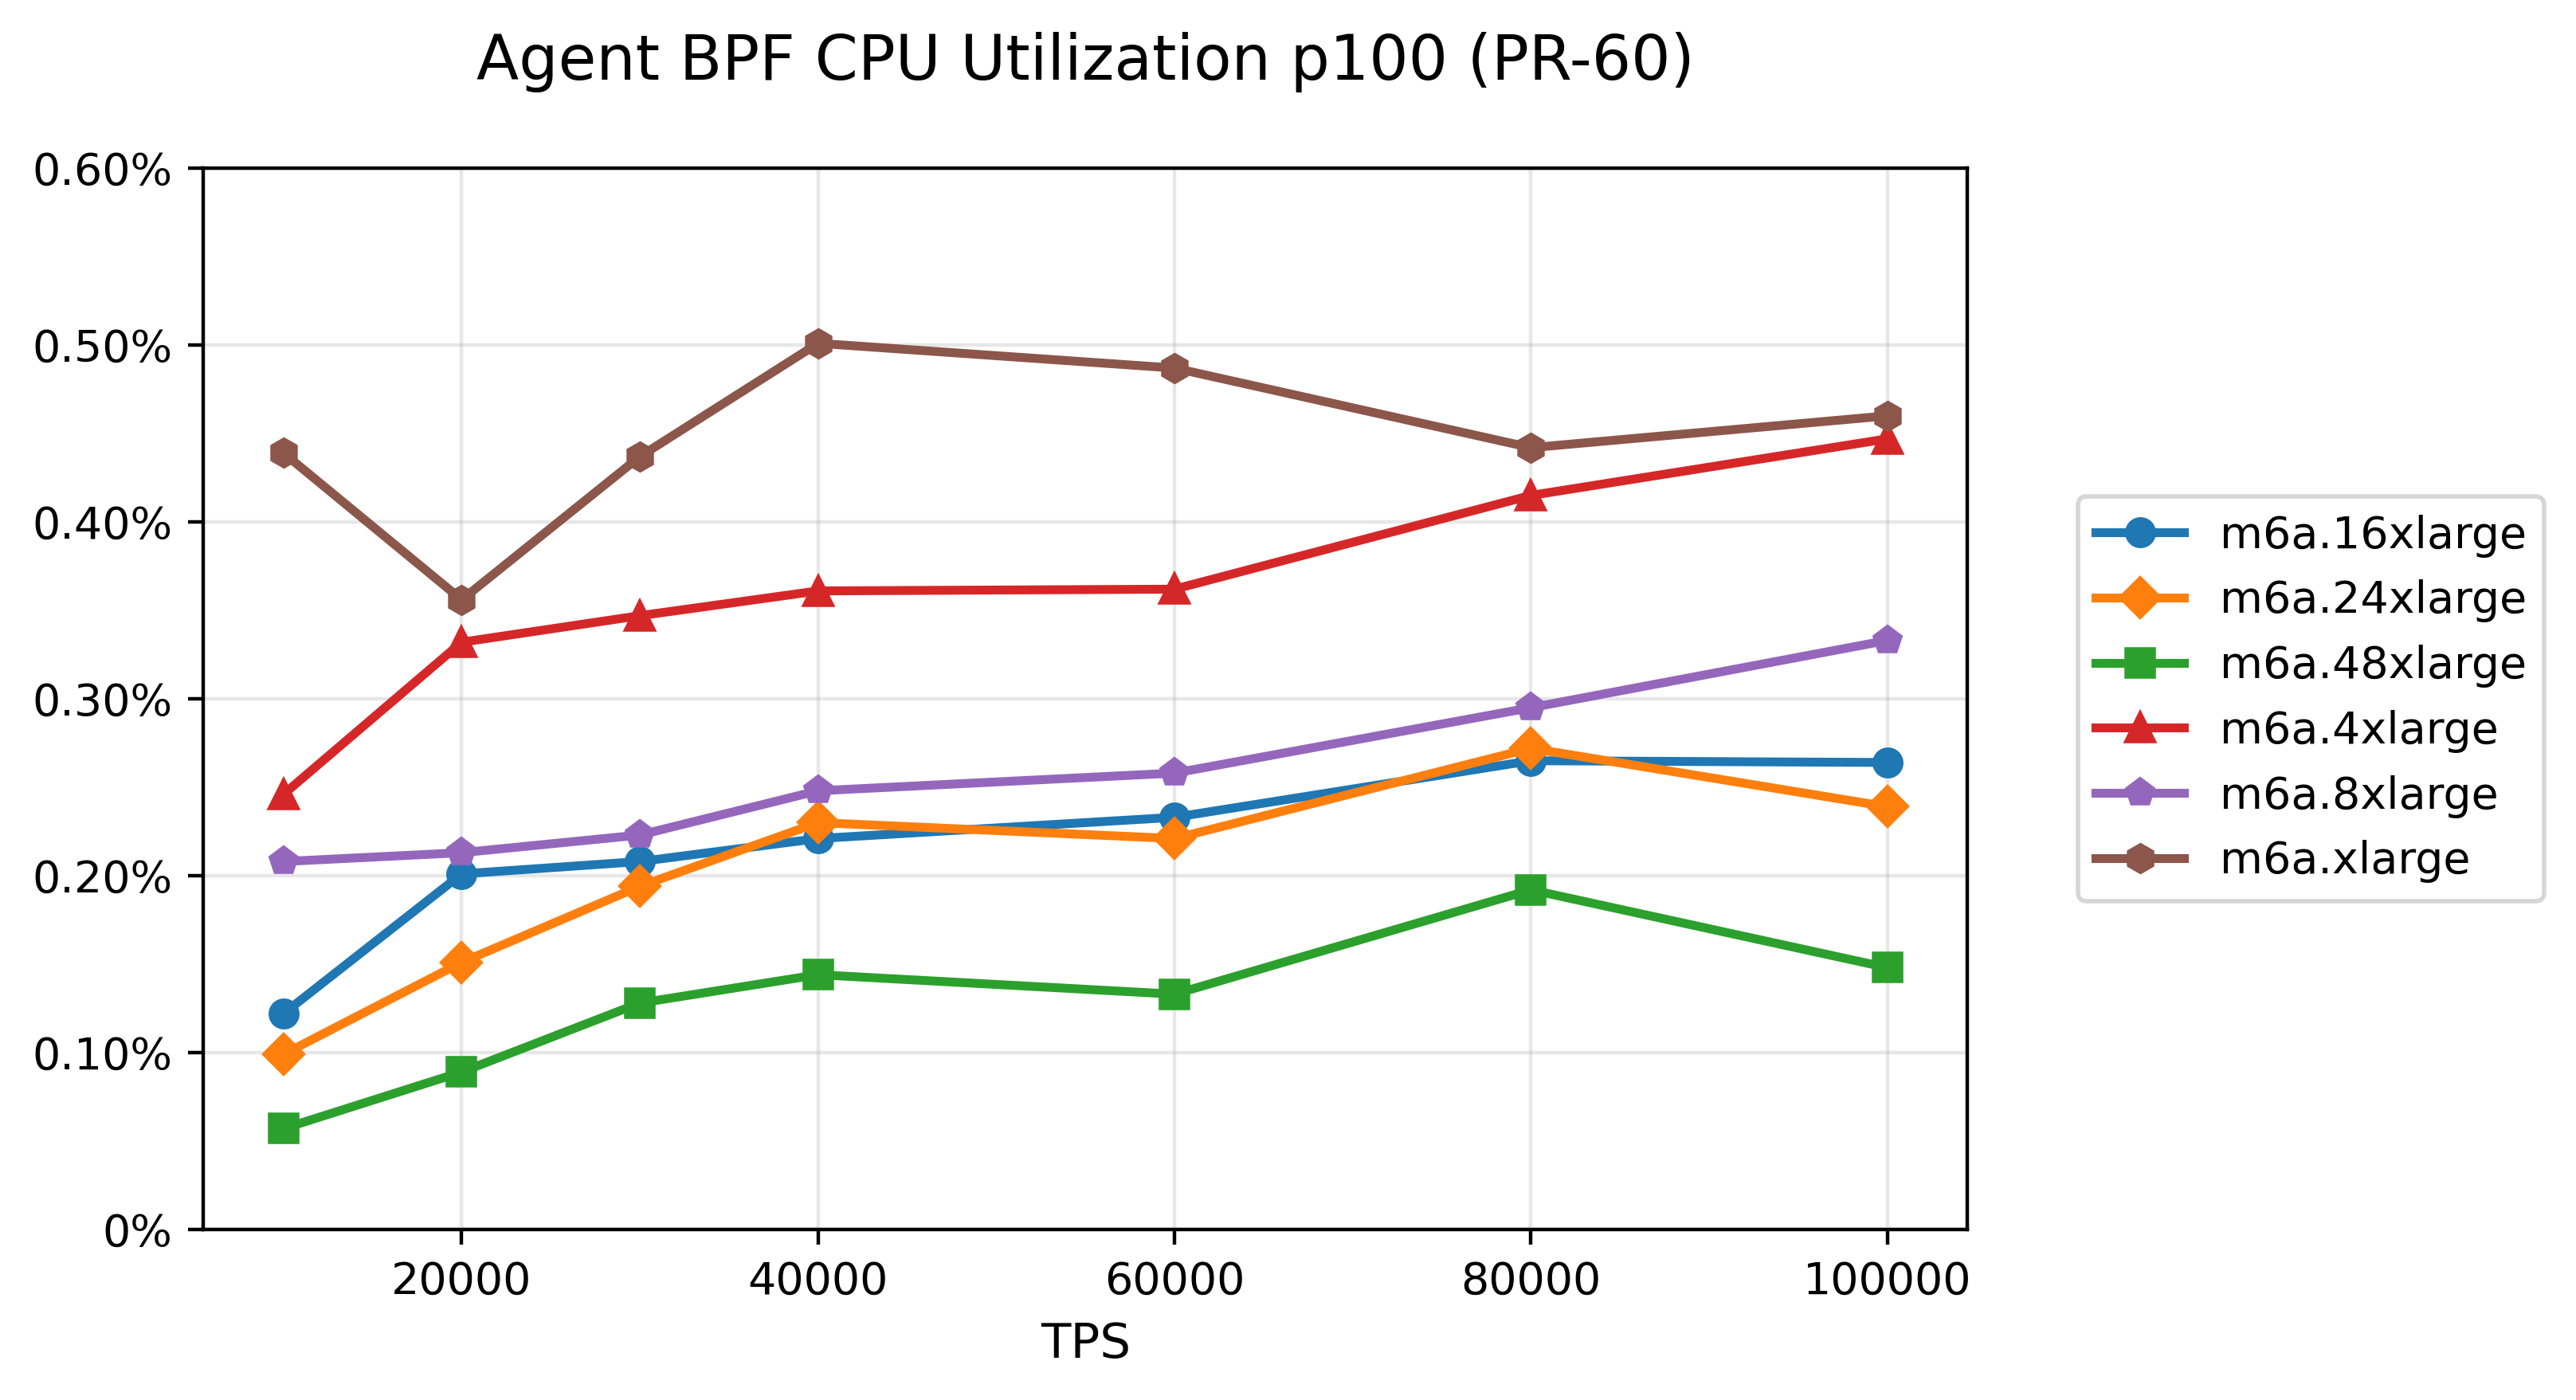 Agent BPF CPU Utilization p100 (PR-60)
0.60%
0.50%
0.40%
0.30%
0.20%
0.10%
0%
20000 40000 60000 80000 100000
TPS
m6a.16xlarge
m6a.24xlarge
m6a.48xlarge
m6a.4xlarge
m6a.8xlarge
m6a.xlarge